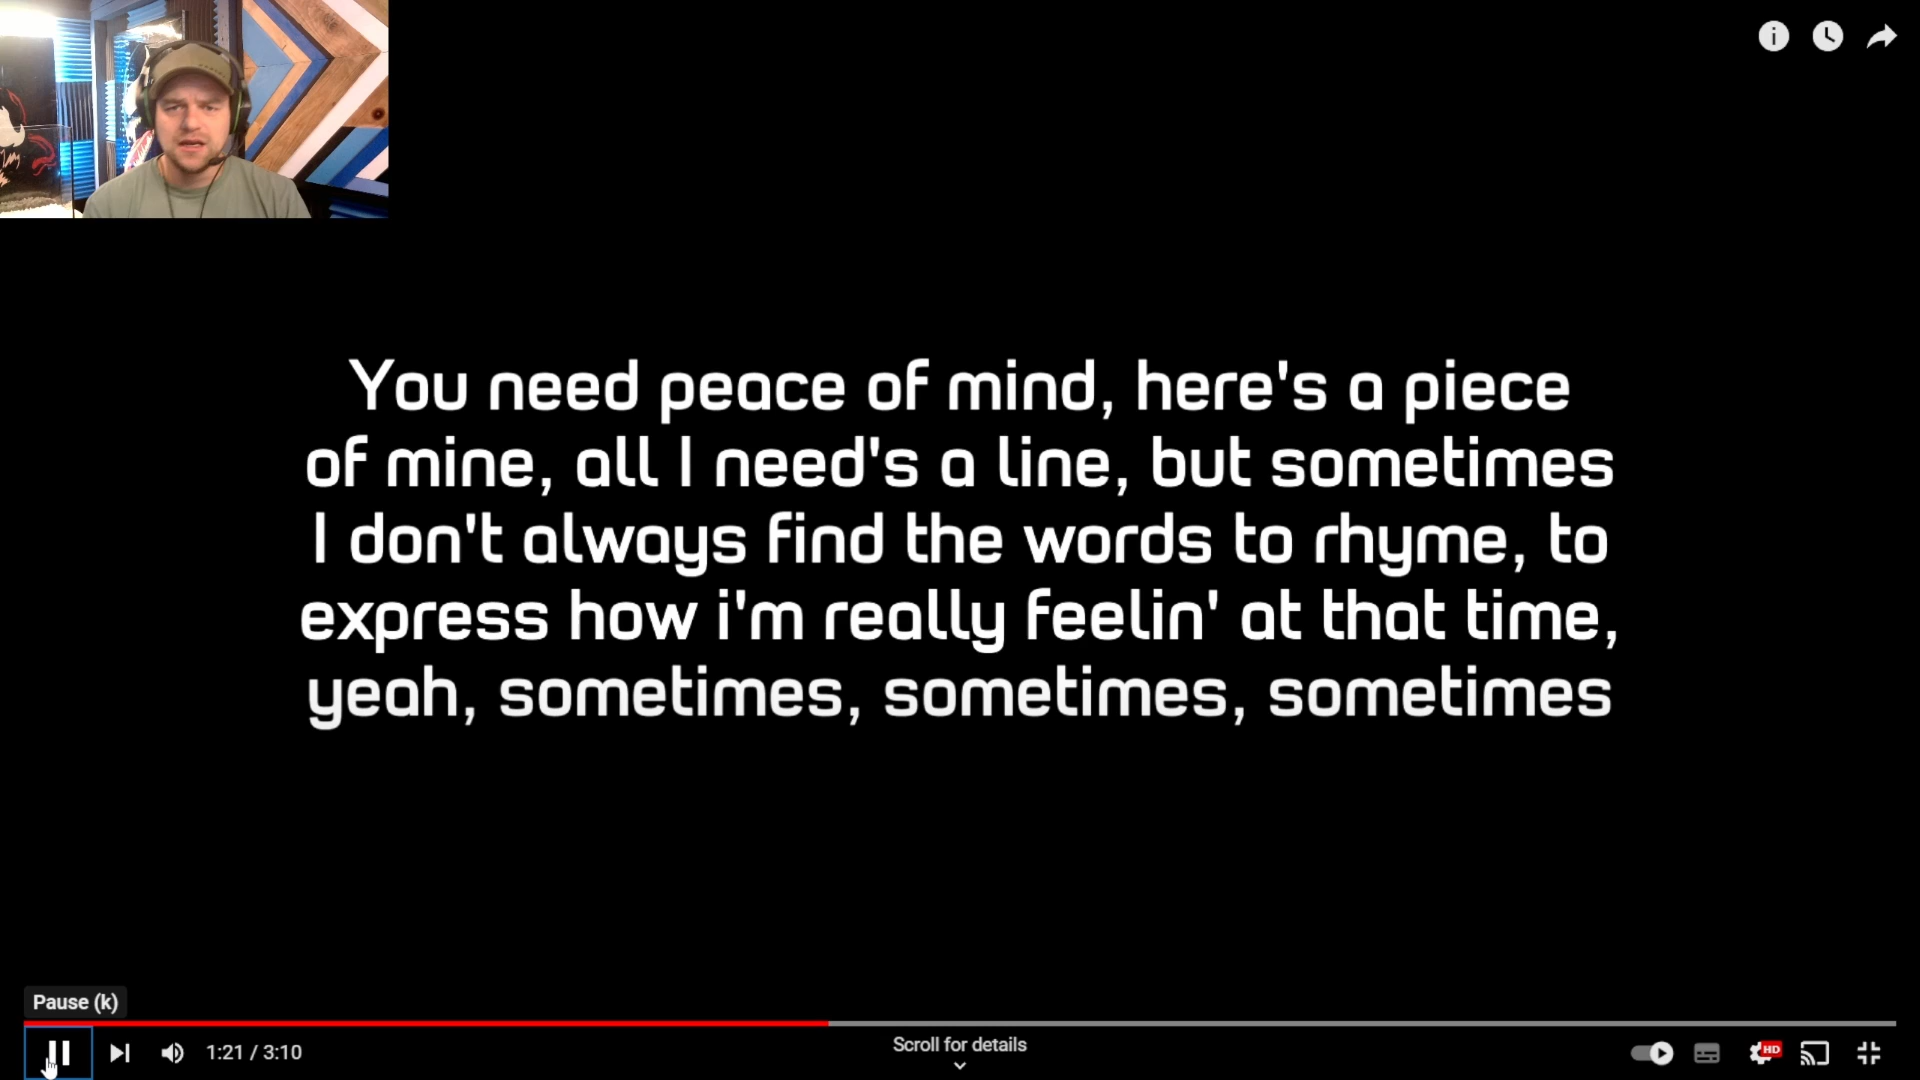 You need peace of mind, here's a piece
of mine, all I need's a line, but sometimes
I don't always find the words to rhyme, to
express how i'm really feelin' at that time,
yeah, sometimes, sometimes, sometimes
Pause (k)
1:21 / 3:10
Scroll for details
HD